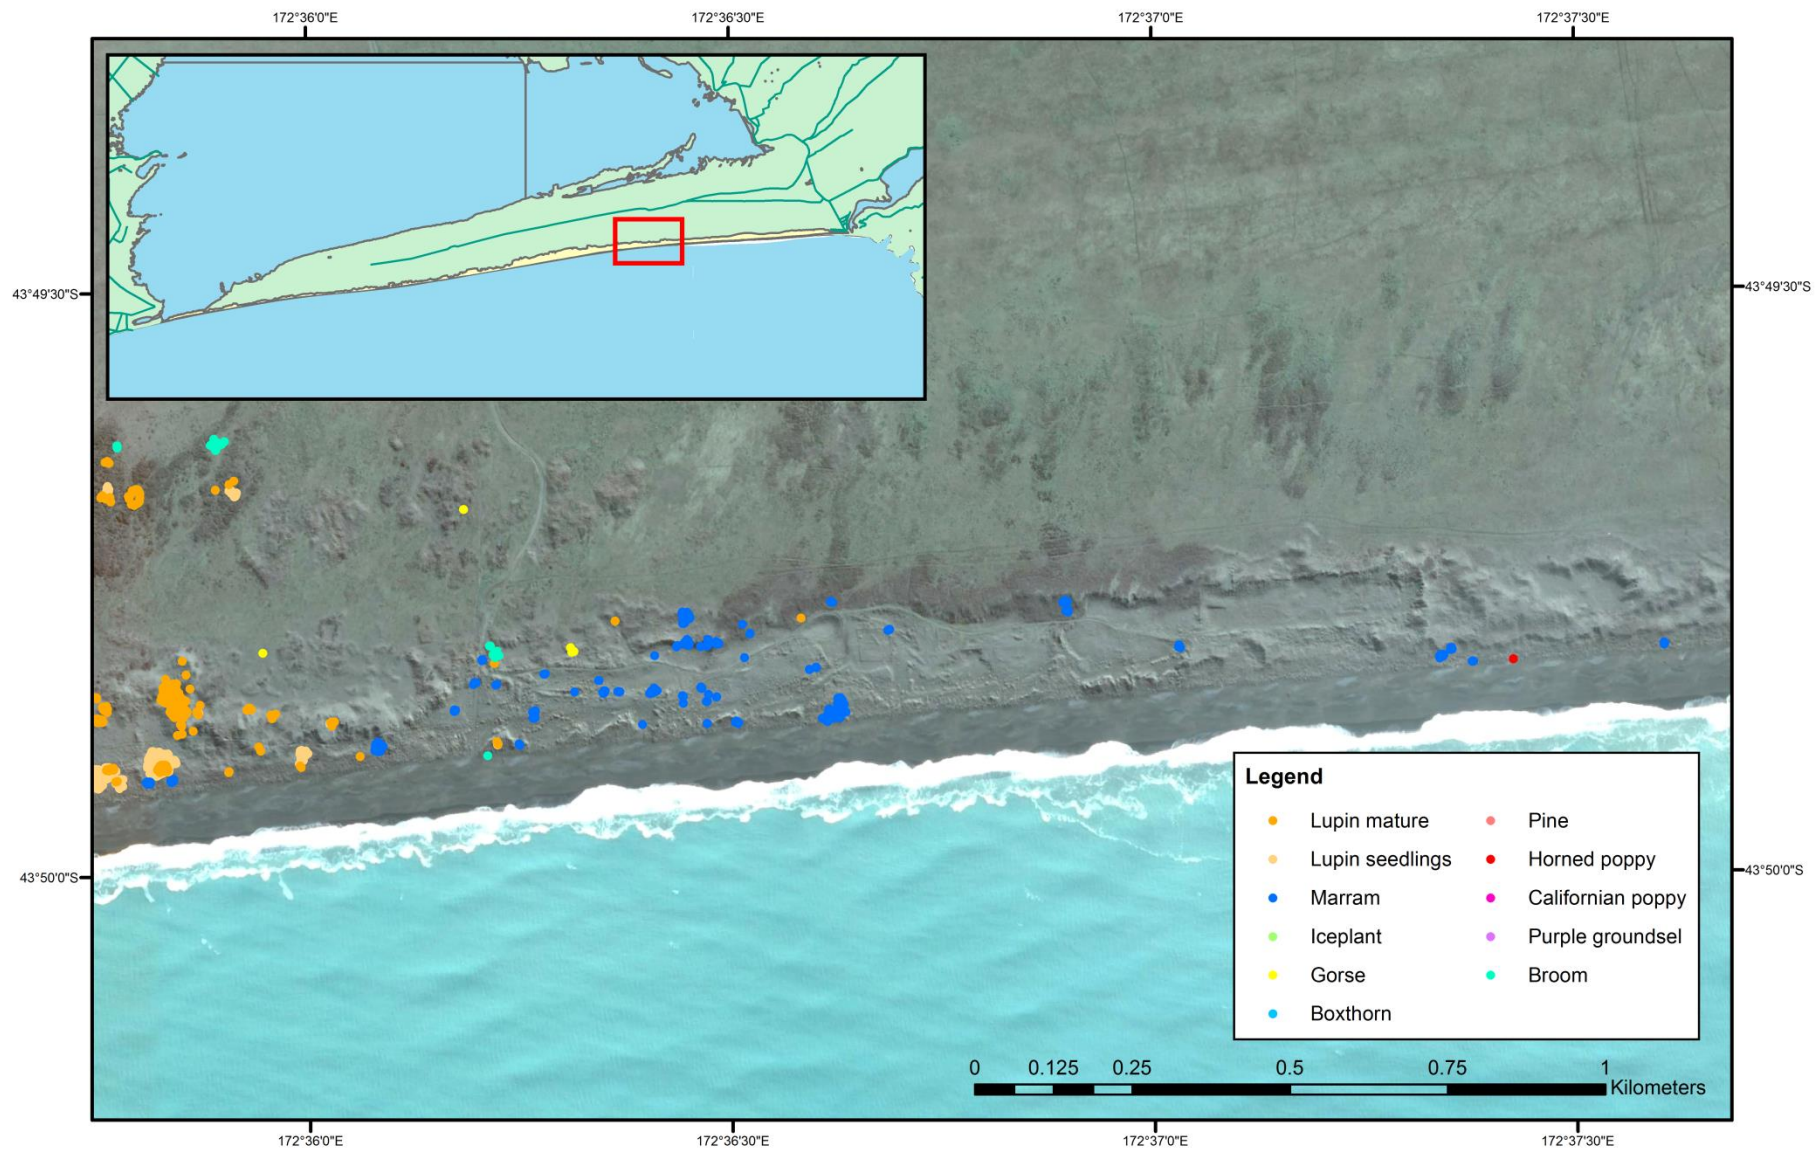 172°36'0"E 172°36'30"E 172°37'0"E 172°37'30"E
43°49'30"S 43°49'30"S
Legend
Lupin mature Pine
Lupin seedlings Horned poppy
Marram Californian poppy
Iceplant Purple groundsel
Gorse Broom
Boxthorn
43°50'0"S 43°50'0"S
0 0.125 0.25 0.5 0.75 1
Kilometers
172°36'0"E 172°36'30"E 172°37'0"E 172°37'30"E